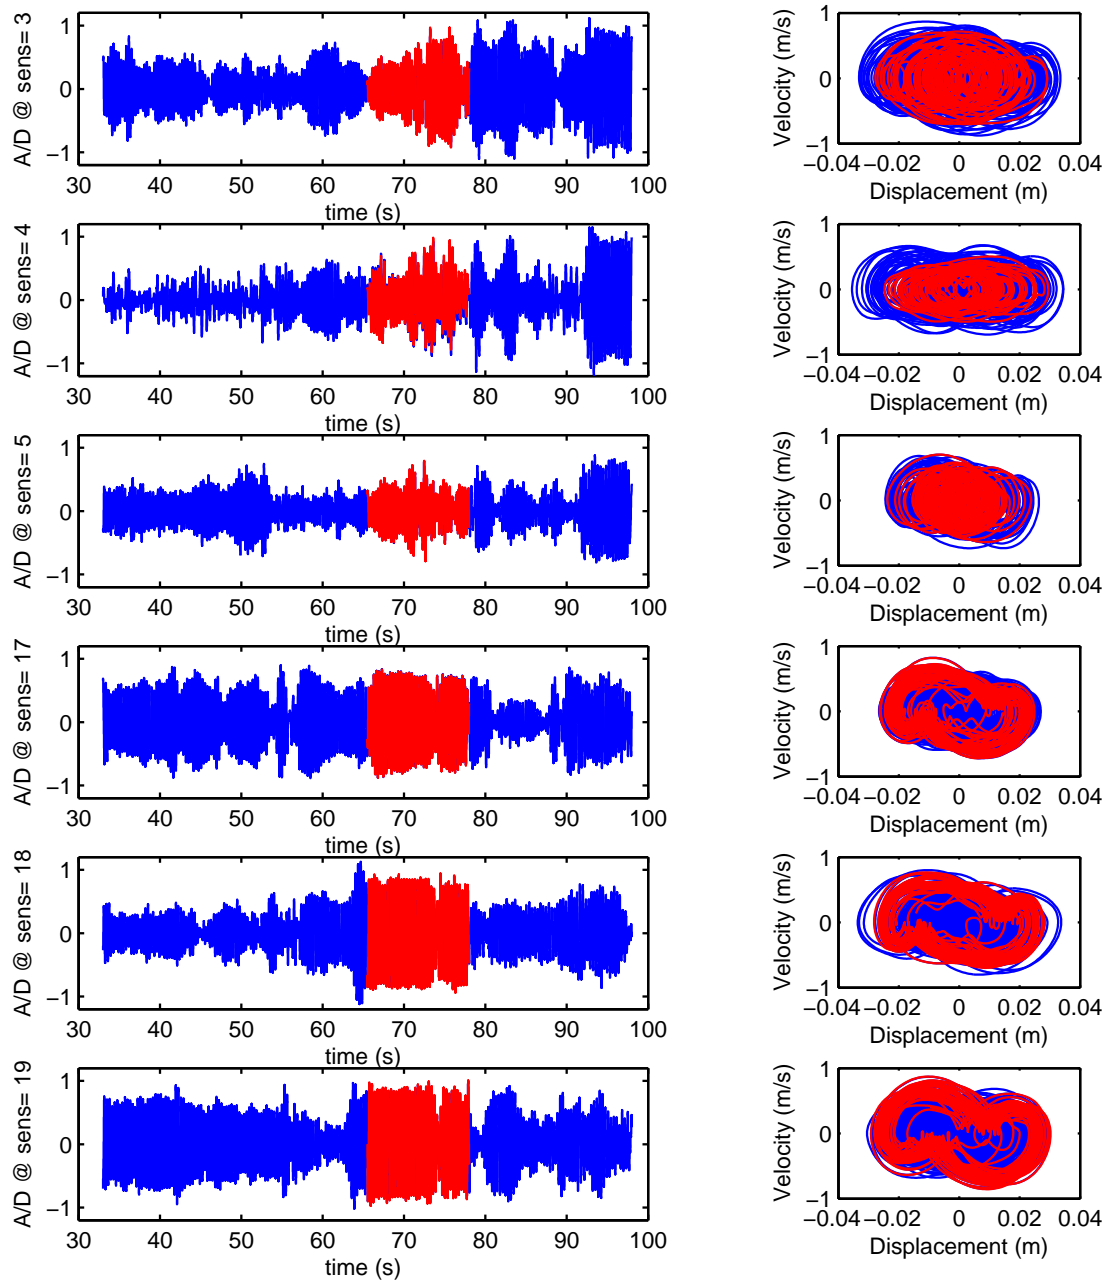 A/D @ sens= 3
1
0
−1
30 40 50 60 70 80 90 100
time (s)
Velocity (m/s)
1
0
−1
−0.04 −0.02 0 0.02 0.04
Displacement (m)
A/D @ sens= 4
1
0
−1
30 40 50 60 70 80 90 100
time (s)
Velocity (m/s)
1
0
−1
−0.04 −0.02 0 0.02 0.04
Displacement (m)
A/D @ sens= 5
1
0
−1
30 40 50 60 70 80 90 100
time (s)
Velocity (m/s)
1
0
−1
−0.04 −0.02 0 0.02 0.04
Displacement (m)
A/D @ sens= 17
1
0
−1
30 40 50 60 70 80 90 100
time (s)
Velocity (m/s)
1
0
−1
−0.04 −0.02 0 0.02 0.04
Displacement (m)
A/D @ sens= 18
1
0
−1
30 40 50 60 70 80 90 100
time (s)
Velocity (m/s)
1
0
−1
−0.04 −0.02 0 0.02 0.04
Displacement (m)
A/D @ sens= 19
1
0
−1
30 40 50 60 70 80 90 100
time (s)
Velocity (m/s)
1
0
−1
−0.04 −0.02 0 0.02 0.04
Displacement (m)